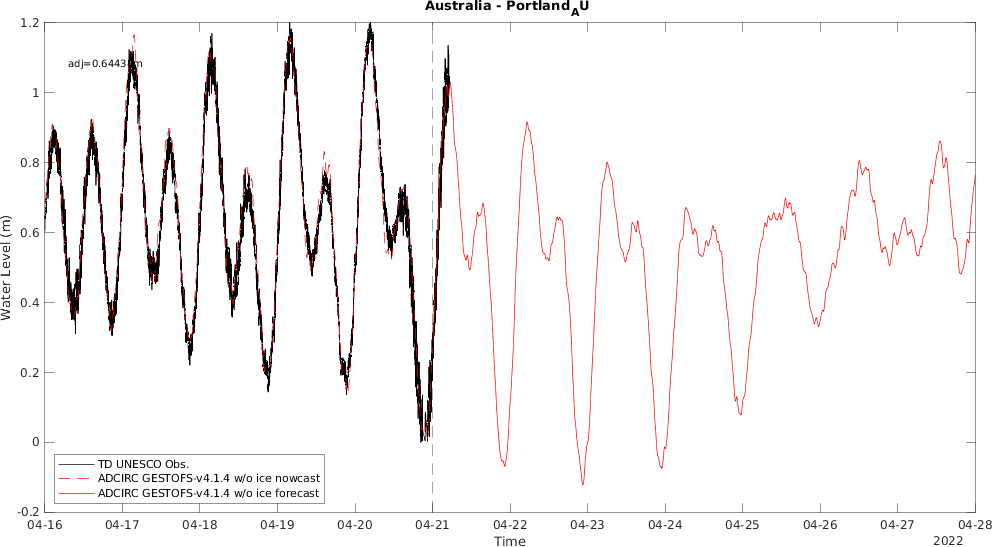 Australia - Portland_AU
adj=0.6443 m
Water Level (m)
1.2
1
0.8
0.6
0.4
0.2
0
-0.2
TD UNESCO Obs.
ADCIRC GESTOFS-v4.1.4 w/o ice nowcast
ADCIRC GESTOFS-v4.1.4 w/o ice forecast
04-16 04-17 04-18 04-19 04-20 04-21 04-22 04-23 04-24 04-25 04-26 04-27 04-28
Time
2022